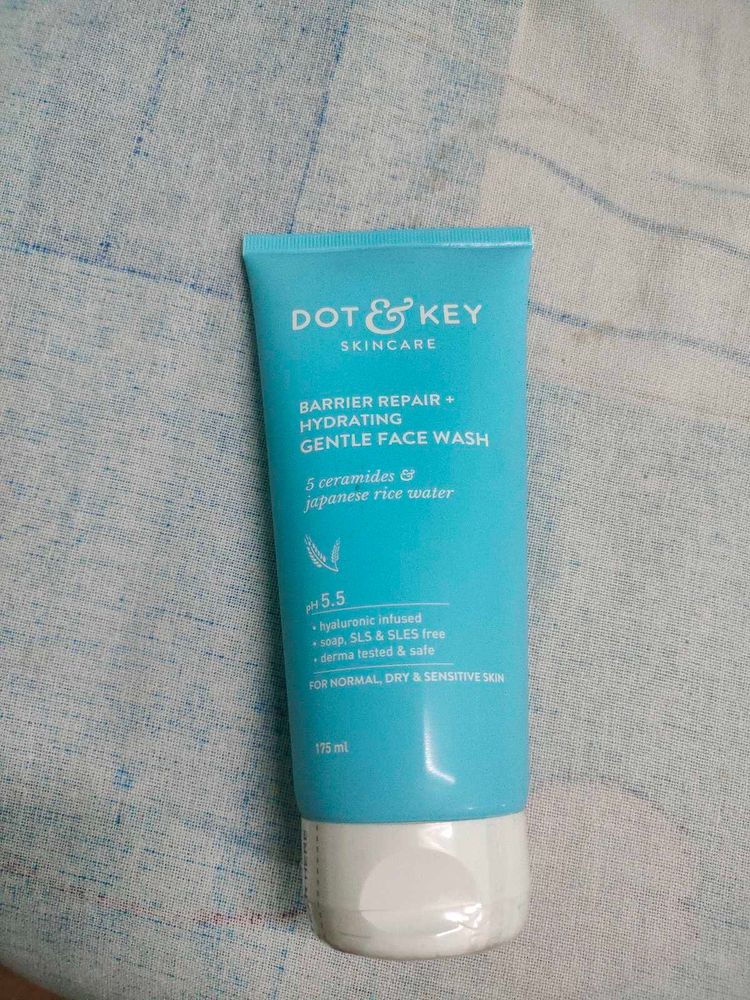 DOT & KEY
SKINCARE
BARRIER REPAIR +
HYDRATING
GENTLE FACE WASH
5 ceramides &
japanese rice water
pH 5.5
• hyaluronic infused
• soap, SLS & SLES free
• derma tested & safe
FOR NORMAL, DRY & SENSITIVE SKIN
175 ml